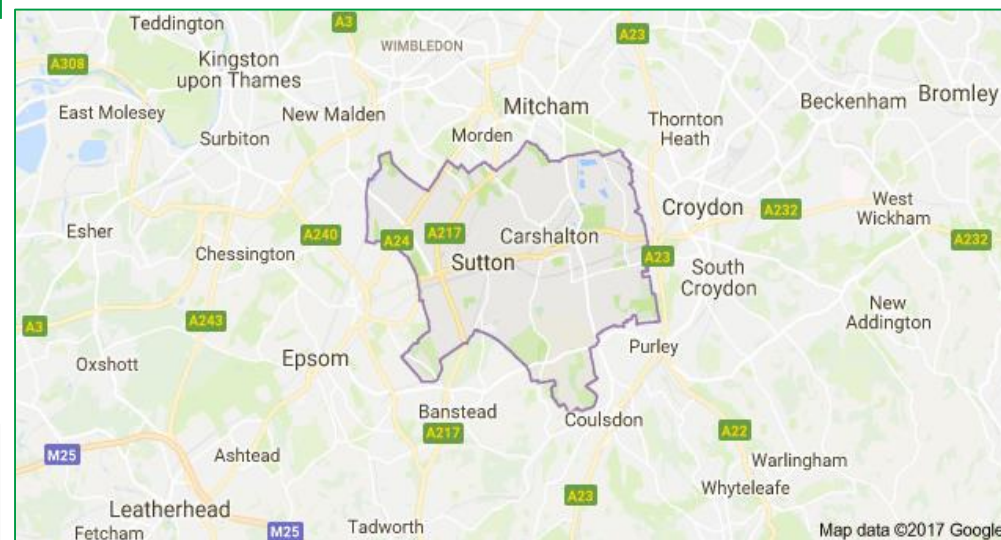 Teddington
A3
A23
WIMBLEDON
A308
Kingston
upon Thames
Beckenham
Bromley
East Molesey
New Malden
Mitcham
Thornton
Heath
Surbiton
Morden
West
Wickham
Croydon
A232
Esher
A240
A24
A217
Carshalton
A232
Chessington
Sutton
A23
South
Croydon
New
Addington
A3
A243
Oxshott
Epsom
Purley
Banstead
Coulsdon
A217
A22
M25
Ashtead
Warlingham
Whyteleafe
A23
Leatherhead
Fetcham
M25
Tadworth
Map data ©2017 Google